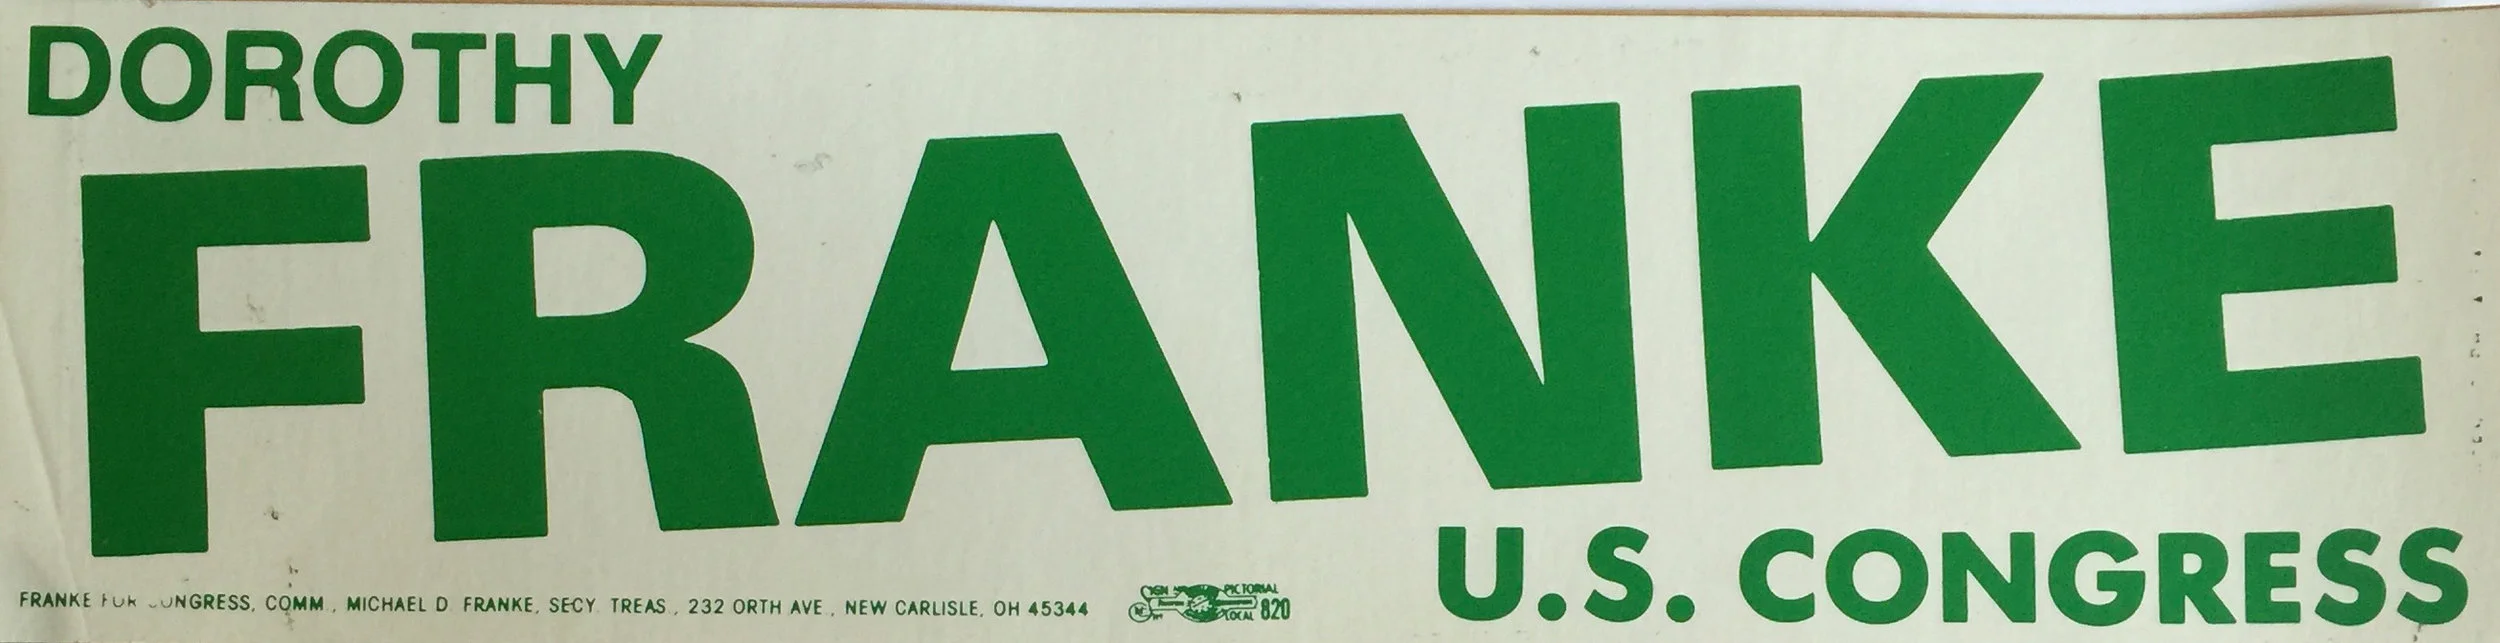 DOROTHY
FRANKE
U.S. CONGRESS
FRANKE FOR CONGRESS, COMM., MICHAEL D. FRANKE, SECY. TREAS., 232 ORTH AVE., NEW CARLISLE, OH 45344
SIGN PICTORIAL
LOCAL 820